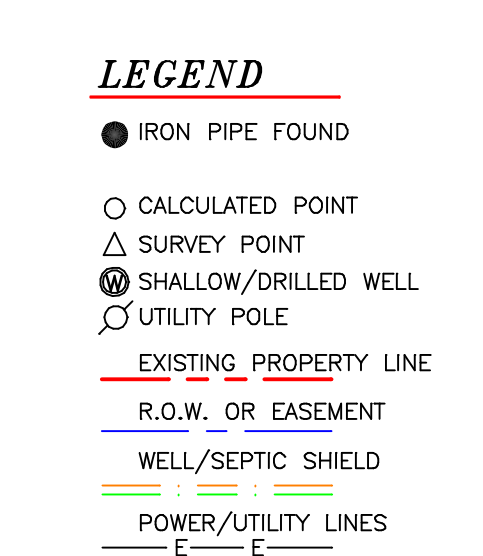 LEGEND
IRON PIPE FOUND
CALCULATED POINT
SURVEY POINT
W SHALLOW/DRILLED WELL
UTILITY POLE
EXISTING PROPERTY LINE
R.O.W. OR EASEMENT
WELL/SEPTIC SHIELD
POWER/UTILITY LINES
E E